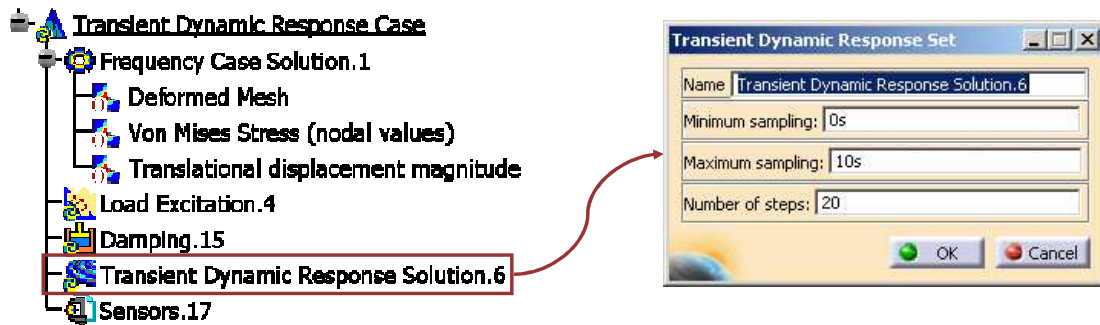 Transient Dynamic Response Case
Frequency Case Solution.1
Deformed Mesh
Von Mises Stress (nodal values)
Translational displacement magnitude
Load Excitation.4
Damping.15
Transient Dynamic Response Solution.6
Sensors.17
Transient Dynamic Response Set
Name Transient Dynamic Response Solution.6
Minimum sampling: 0s
Maximum sampling: 10s
Number of steps: 20
OK Cancel